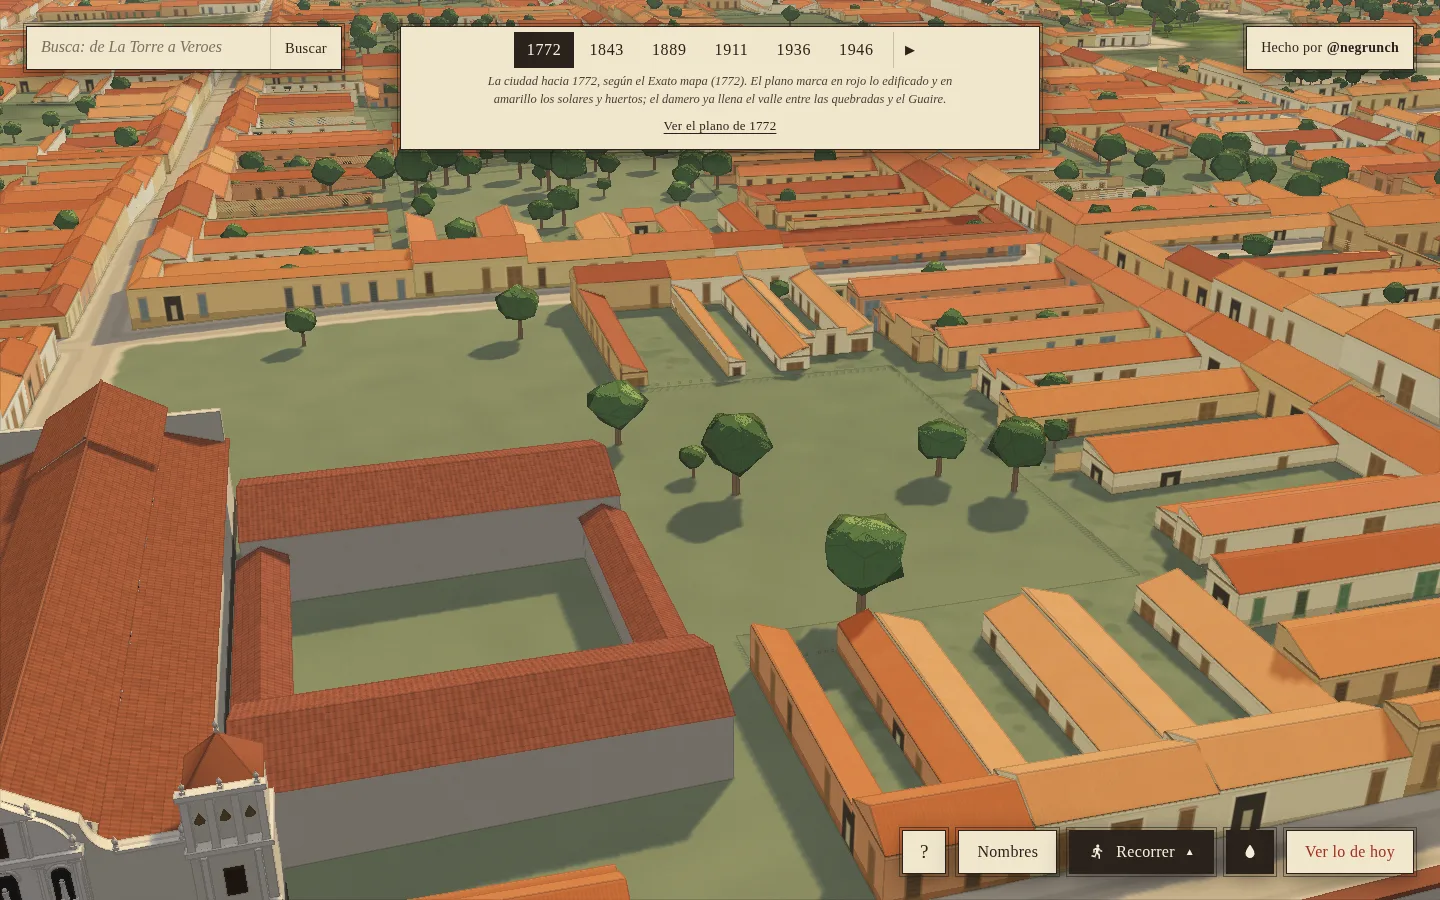 Busca: de La Torre a Veroes
Buscar
1772 1843 1889 1911 1936 1946 ▶
La ciudad hacia 1772, según el Exato mapa (1772). El plano marca en rojo lo edificado y en
amarillo los solares y huertos; el damero ya llena el valle entre las quebradas y el Guaire.
Ver el plano de 1772
Hecho por @negrunch
?
Nombres
Recorrer ▲
Ver lo de hoy